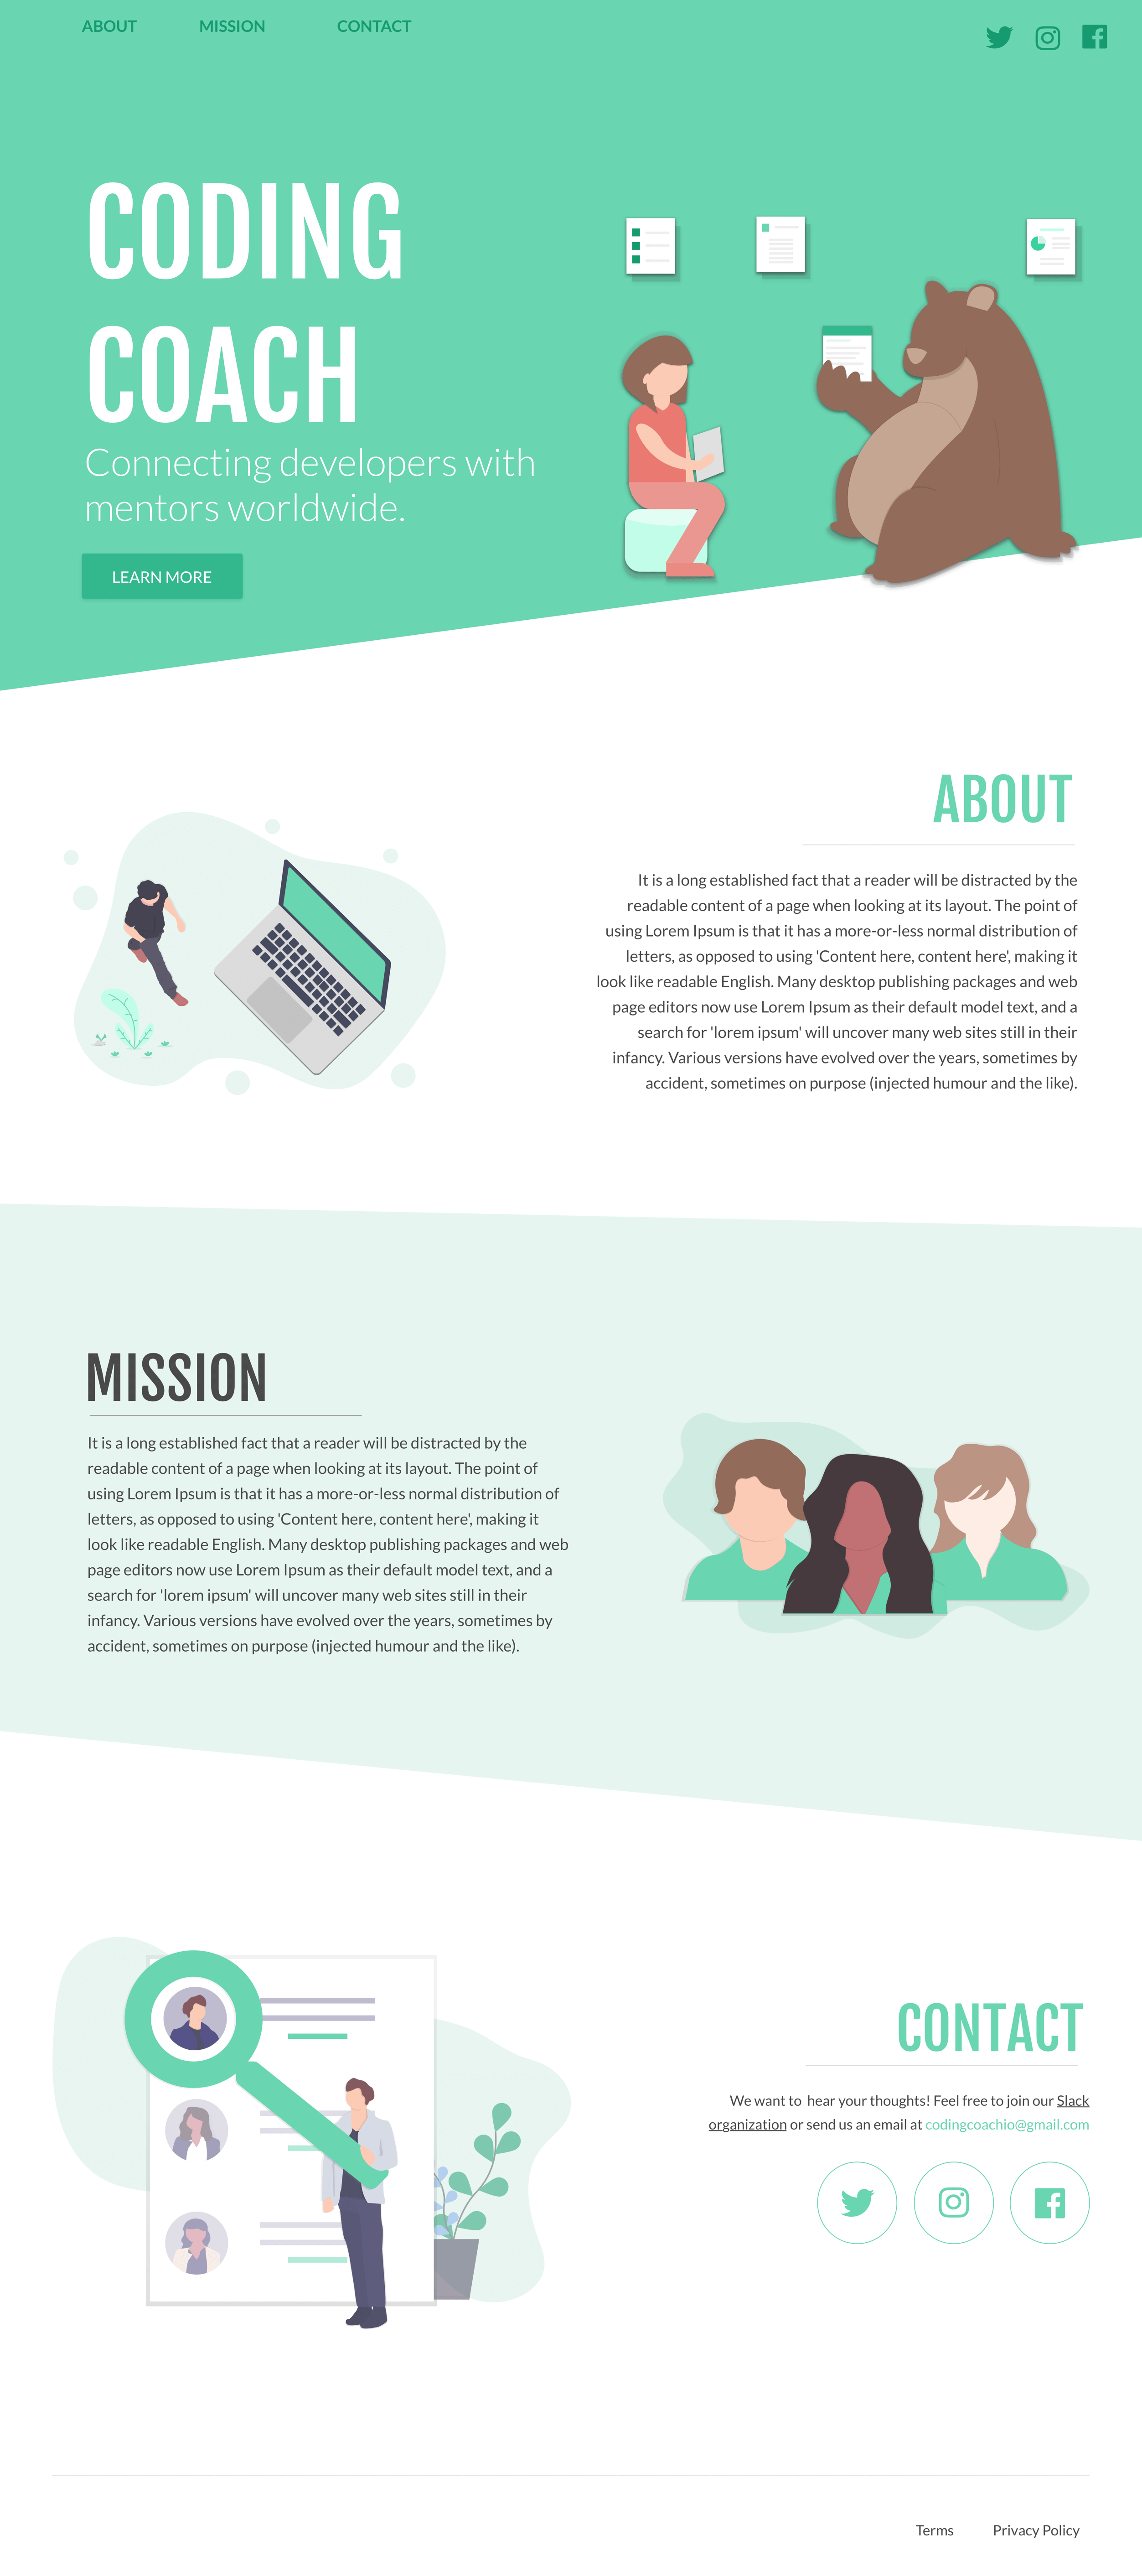 ABOUT MISSION CONTACT
CODING
COACH
Connecting developers with
mentors worldwide.
LEARN MORE
ABOUT
It is a long established fact that a reader will be distracted by the
readable content of a page when looking at its layout. The point of
using Lorem Ipsum is that it has a more-or-less normal distribution of
letters, as opposed to using 'Content here, content here', making it
look like readable English. Many desktop publishing packages and web
page editors now use Lorem Ipsum as their default model text, and a
search for 'lorem ipsum' will uncover many web sites still in their
infancy. Various versions have evolved over the years, sometimes by
accident, sometimes on purpose (injected humour and the like).
MISSION
It is a long established fact that a reader will be distracted by the
readable content of a page when looking at its layout. The point of
using Lorem Ipsum is that it has a more-or-less normal distribution of
letters, as opposed to using 'Content here, content here', making it
look like readable English. Many desktop publishing packages and web
page editors now use Lorem Ipsum as their default model text, and a
search for 'lorem ipsum' will uncover many web sites still in their
infancy. Various versions have evolved over the years, sometimes by
accident, sometimes on purpose (injected humour and the like).
CONTACT
We want to  hear your thoughts! Feel free to join our Slack
organization or send us an email at codingcoachio@gmail.com
Terms Privacy Policy